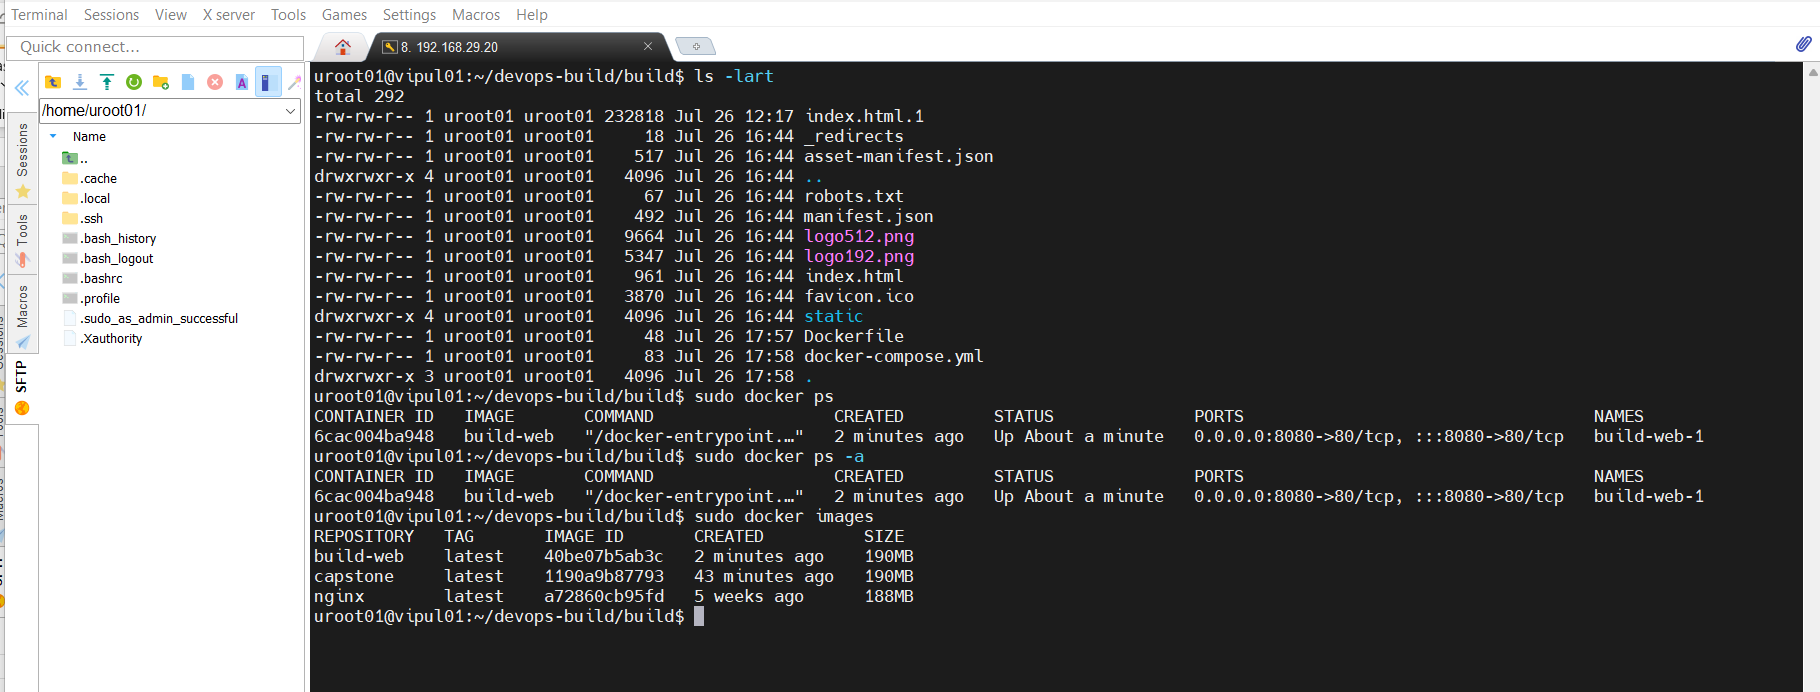 Terminal Sessions View X server Tools Games Settings Macros Help
Quick connect...
8. 192.168.29.20
/home/uroot01/
Name
..
.cache
.local
.ssh
.bash_history
.bash_logout
.bashrc
.profile
.sudo_as_admin_successful
.Xauthority
Sessions
Tools
Macros
SFTP
uroot01@vipul01:~/devops-build/build$ ls -lart
total 292
-rw-rw-r-- 1 uroot01 uroot01 232818 Jul 26 12:17 index.html.1
-rw-rw-r-- 1 uroot01 uroot01     18 Jul 26 16:44 _redirects
-rw-rw-r-- 1 uroot01 uroot01    517 Jul 26 16:44 asset-manifest.json
drwxrwxr-x 4 uroot01 uroot01   4096 Jul 26 16:44 ..
-rw-rw-r-- 1 uroot01 uroot01     67 Jul 26 16:44 robots.txt
-rw-rw-r-- 1 uroot01 uroot01    492 Jul 26 16:44 manifest.json
-rw-rw-r-- 1 uroot01 uroot01   9664 Jul 26 16:44 logo512.png
-rw-rw-r-- 1 uroot01 uroot01   5347 Jul 26 16:44 logo192.png
-rw-rw-r-- 1 uroot01 uroot01    961 Jul 26 16:44 index.html
-rw-rw-r-- 1 uroot01 uroot01   3870 Jul 26 16:44 favicon.ico
drwxrwxr-x 4 uroot01 uroot01   4096 Jul 26 16:44 static
-rw-rw-r-- 1 uroot01 uroot01     48 Jul 26 17:57 Dockerfile
-rw-rw-r-- 1 uroot01 uroot01     83 Jul 26 17:58 docker-compose.yml
drwxrwxr-x 3 uroot01 uroot01   4096 Jul 26 17:58 .
uroot01@vipul01:~/devops-build/build$ sudo docker ps
CONTAINER ID   IMAGE       COMMAND                  CREATED         STATUS              PORTS                                   NAMES
6cac004ba948   build-web   "/docker-entrypoint.…"   2 minutes ago   Up About a minute   0.0.0.0:8080->80/tcp, :::8080->80/tcp   build-web-1
uroot01@vipul01:~/devops-build/build$ sudo docker ps -a
CONTAINER ID   IMAGE       COMMAND                  CREATED         STATUS              PORTS                                   NAMES
6cac004ba948   build-web   "/docker-entrypoint.…"   2 minutes ago   Up About a minute   0.0.0.0:8080->80/tcp, :::8080->80/tcp   build-web-1
uroot01@vipul01:~/devops-build/build$ sudo docker images
REPOSITORY   TAG       IMAGE ID       CREATED          SIZE
build-web    latest    40be07b5ab3c   2 minutes ago    190MB
capstone     latest    1190a9b87793   43 minutes ago   190MB
nginx        latest    a72860cb95fd   5 weeks ago      188MB
uroot01@vipul01:~/devops-build/build$